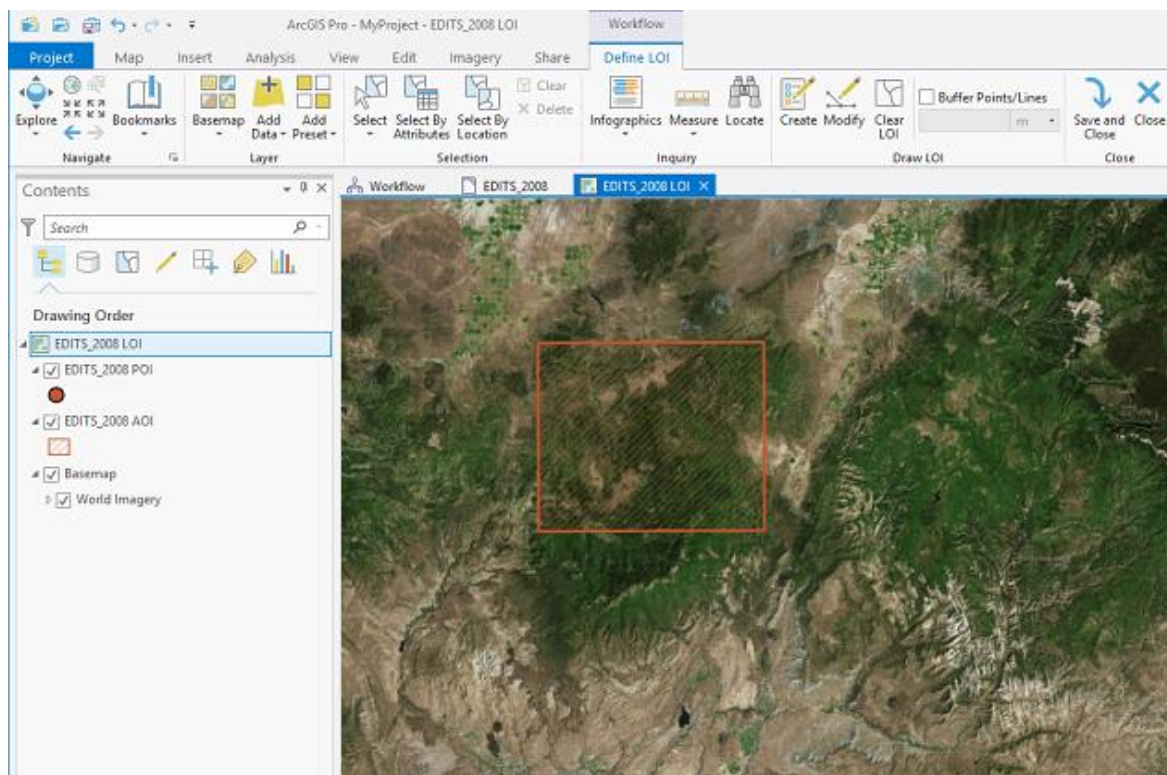 ArcGIS Pro - MyProject - EDITS_2008 LOI
Workflow
Project Map Insert Analysis View Edit Imagery Share Define LOI
Explore
Bookmarks
Basemap
Add Data
Add Preset
Select
Select By Attributes
Select By Location
Clear
Delete
Infographics
Measure
Locate
Create
Modify
Clear LOI
Buffer Points/Lines
m
Save and Close
Close
Navigate
Layer
Selection
Inquiry
Draw LOI
Close
Contents
Workflow
EDITS_2008
EDITS_2008 LOI
Search
Drawing Order
EDITS_2008 LOI
EDITS_2008 POI
EDITS_2008 AOI
Basemap
World Imagery